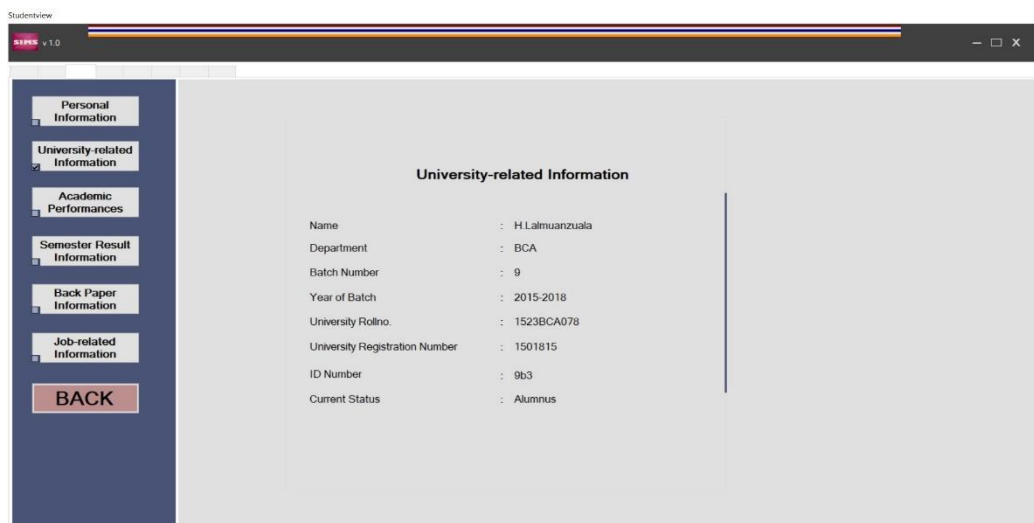 Studentview
SIMS v 1.0
Personal
Information
University-related
Information
Academic
Performances
Semester Result
Information
Back Paper
Information
Job-related
Information
BACK
University-related Information
Name : H.Lalmuanzuala
Department : BCA
Batch Number : 9
Year of Batch : 2015-2018
University Rollno. : 1523BCA078
University Registration Number : 1501815
ID Number : 9b3
Current Status : Alumnus